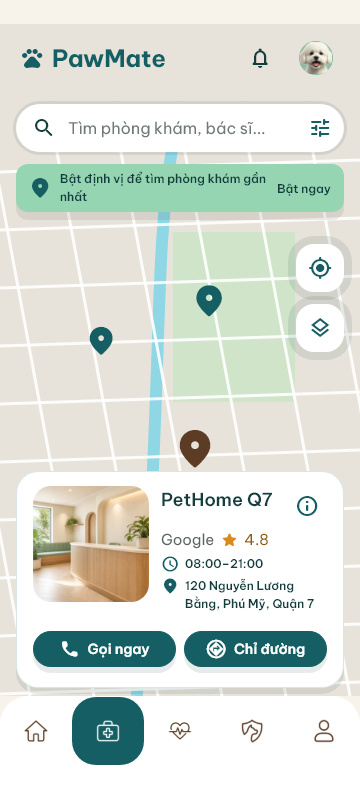 PawMate
Tìm phòng khám, bác sĩ...
Bật định vị để tìm phòng khám gần
nhất
Bật ngay
PetHome Q7
Google ★ 4.8
08:00–21:00
120 Nguyễn Lương
Bằng, Phú Mỹ, Quận 7
Gọi ngay
Chỉ đường